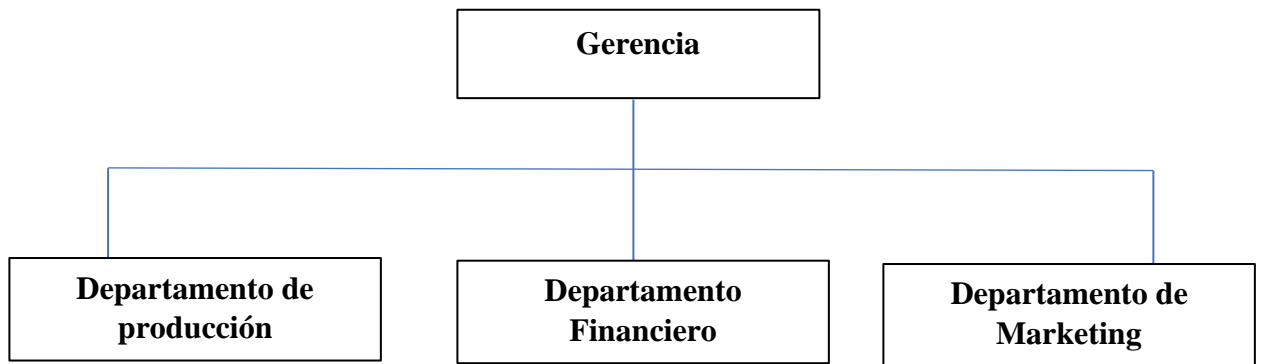 Gerencia
Departamento de
producción
Departamento
Financiero
Departamento de
Marketing